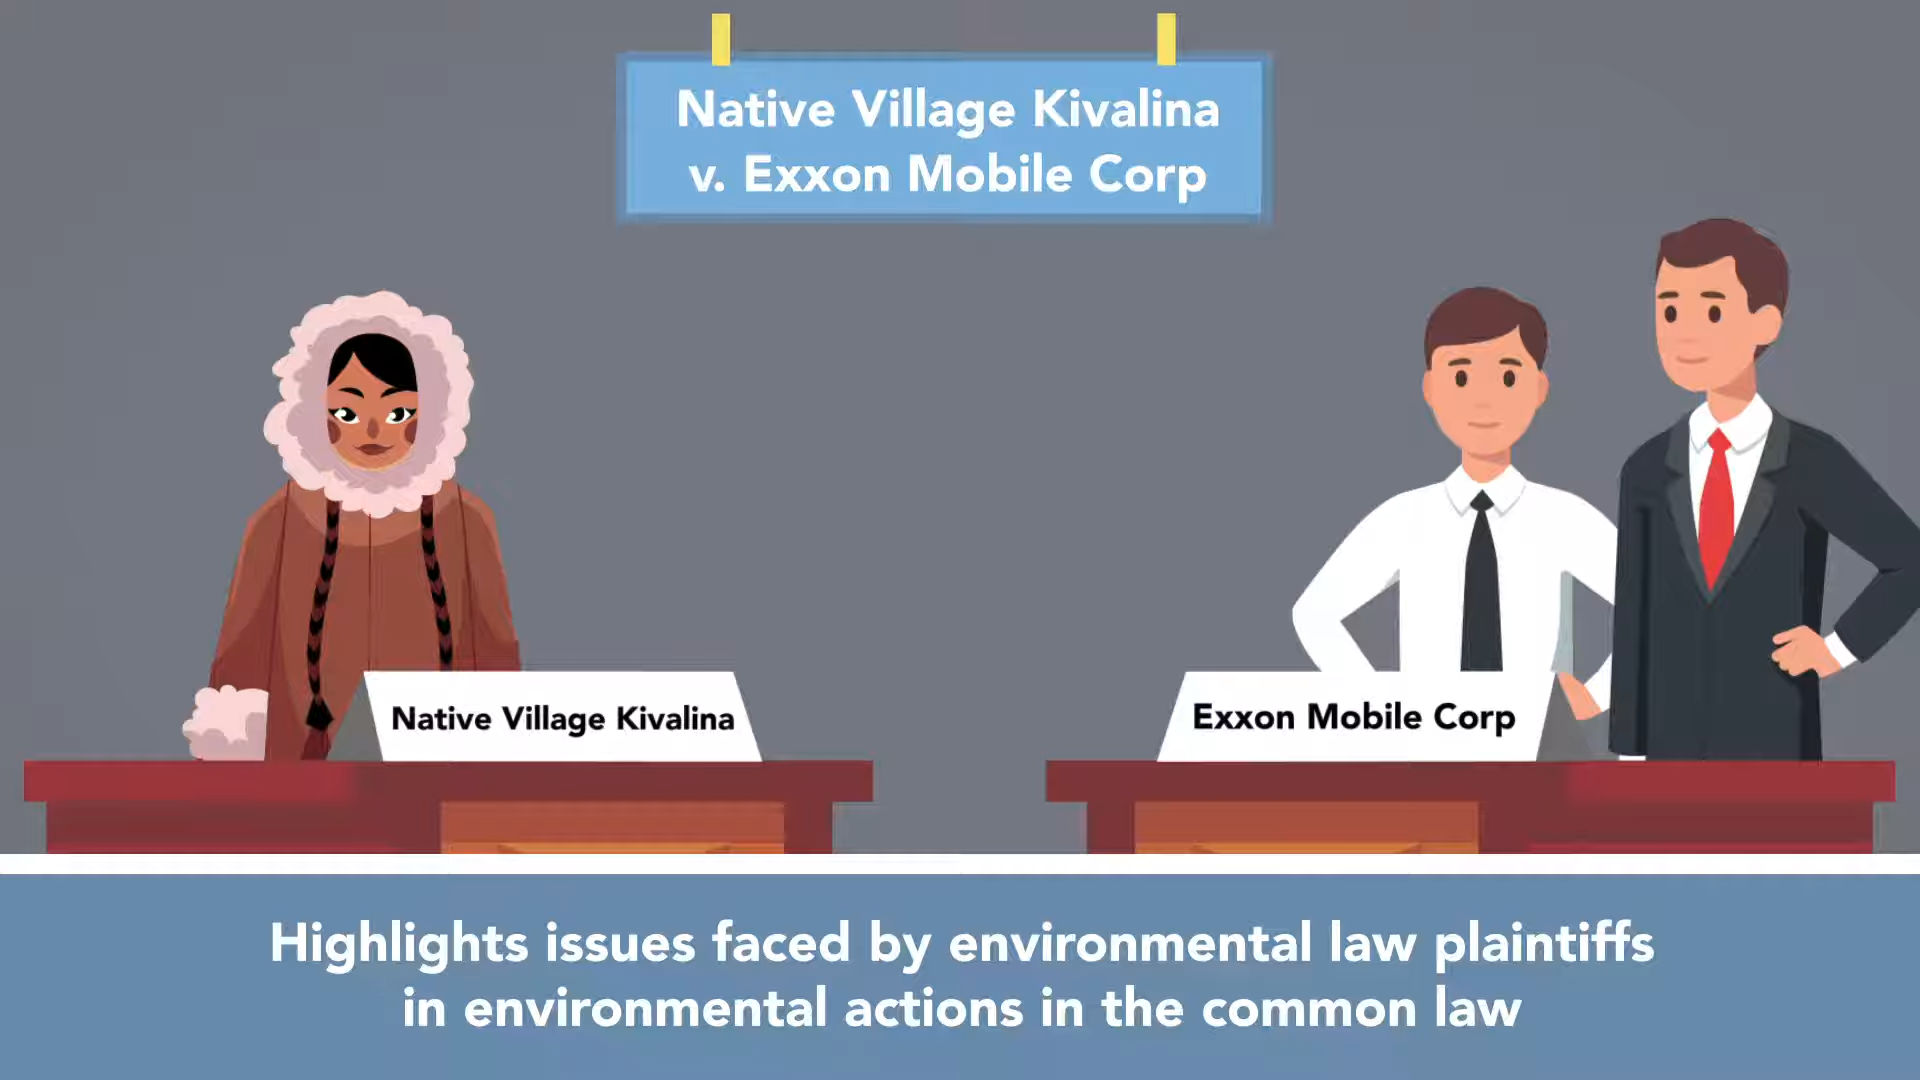 Native Village Kivalina
v. Exxon Mobile Corp
Native Village Kivalina
Exxon Mobile Corp
Highlights issues faced by environmental law plaintiffs
in environmental actions in the common law